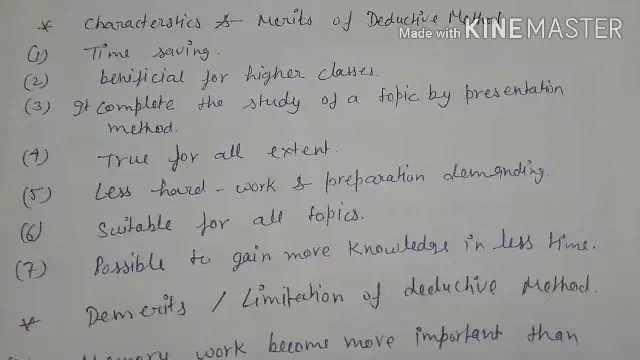 * Characterstics & Merits of Deductive Method
Made with KINEMASTER
(1) Time saving.
(2) benificial for higher classes.
(3) It complete the study of a topic by presentation
method.
(4) True for all extent.
(5) Less hard-work & preparation demanding.
(6) Suitable for all topics.
(7) Possible to gain more knowledge in less time.
* Demerits / Limitation of deductive Method.
Memory work become more important than